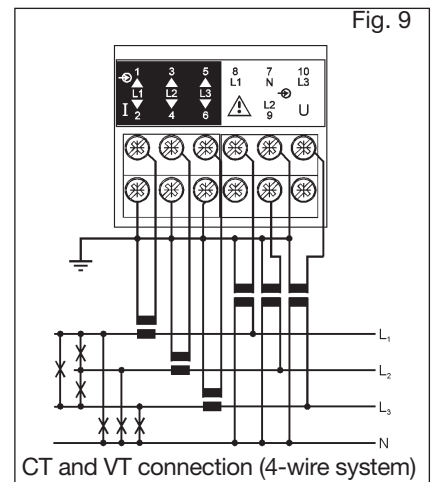 Fig. 9
1 3 5 8 7 10
L1 N L3
L1 L2 L3
I U
L2
2 4 6 9
L₁
L₂
L₃
N
CT and VT connection (4-wire system)